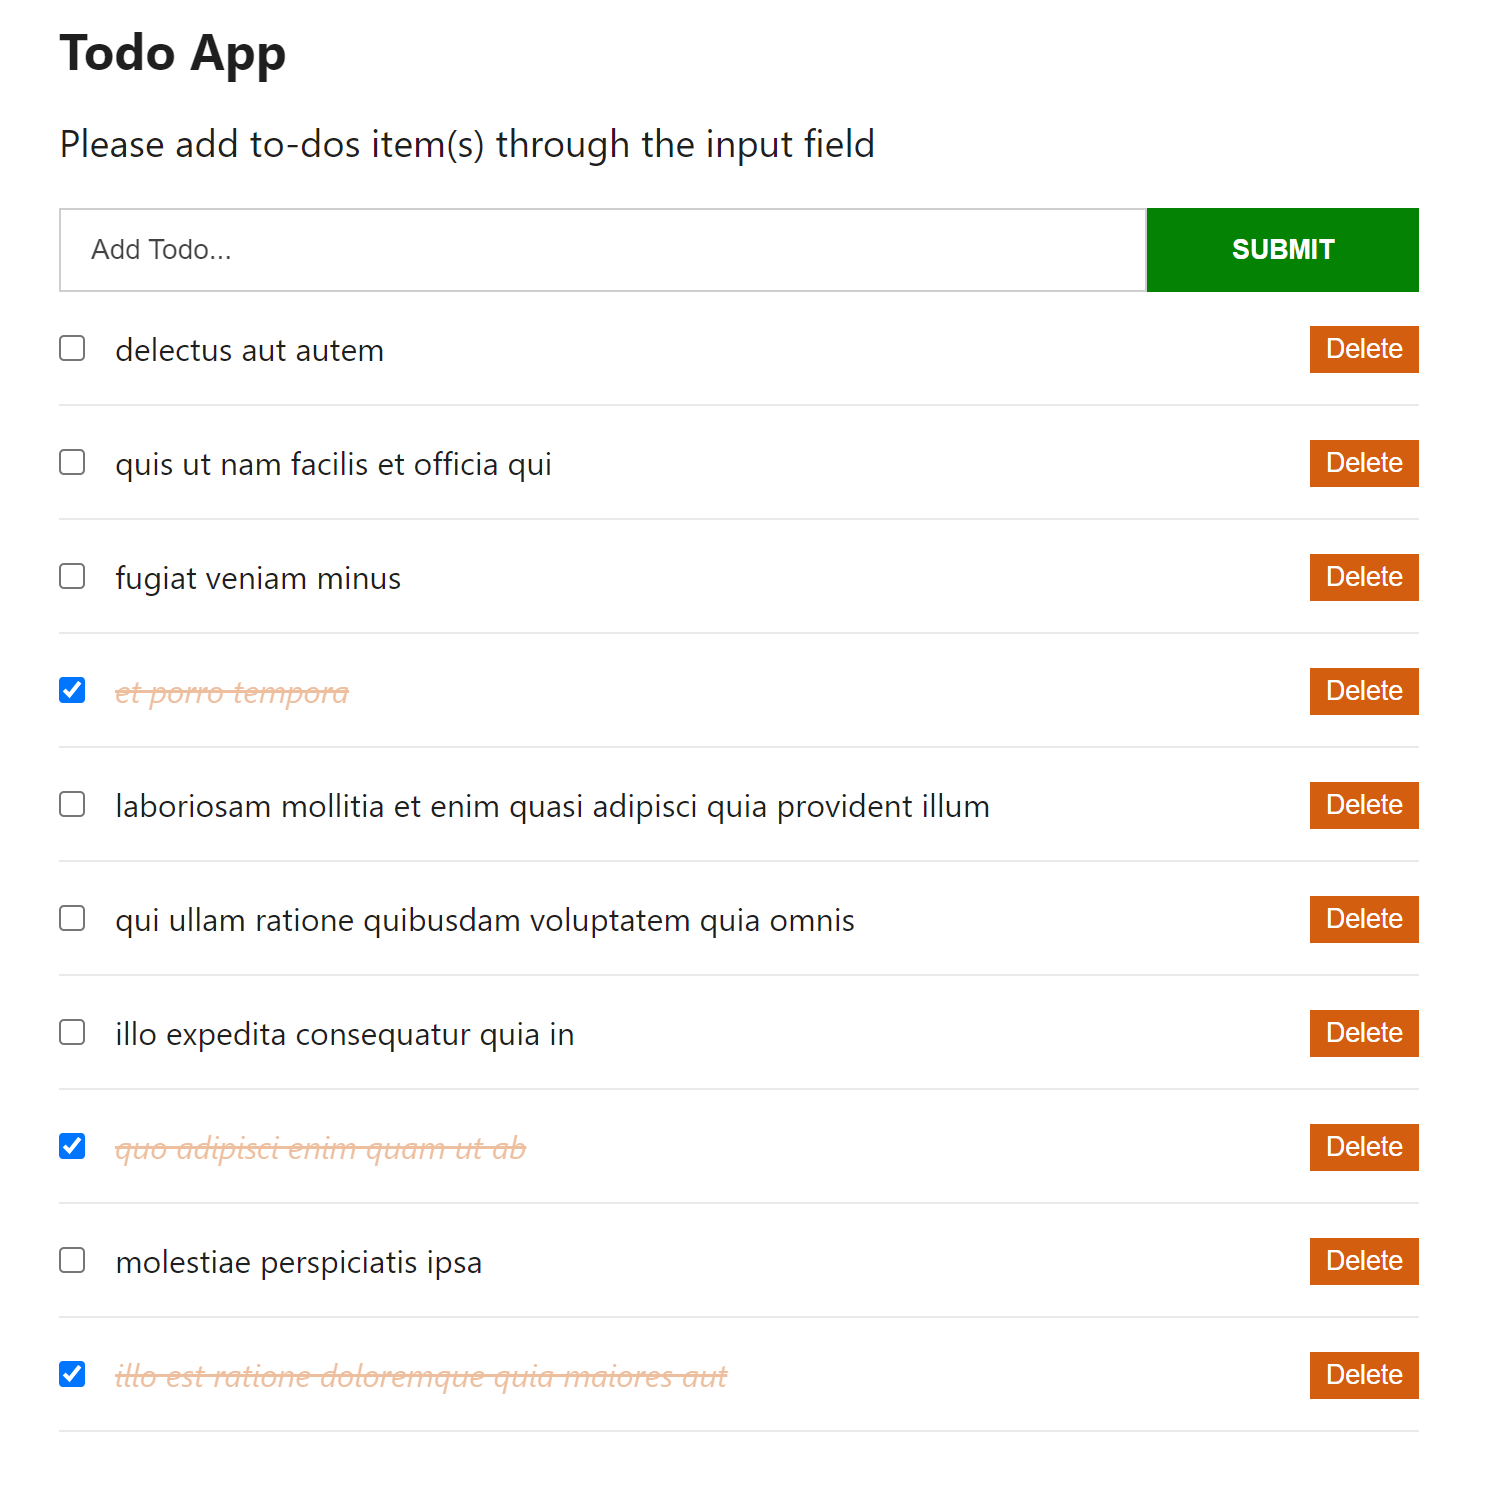 Todo App
Please add to-dos item(s) through the input field
Add Todo... SUBMIT
delectus aut autem Delete
quis ut nam facilis et officia qui Delete
fugiat veniam minus Delete
et porro tempora Delete
laboriosam mollitia et enim quasi adipisci quia provident illum Delete
qui ullam ratione quibusdam voluptatem quia omnis Delete
illo expedita consequatur quia in Delete
quo adipisci enim quam ut ab Delete
molestiae perspiciatis ipsa Delete
illo est ratione doloremque quia maiores aut Delete